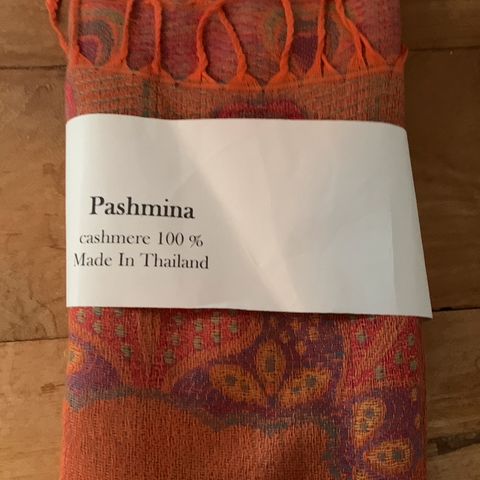 Pashmina
cashmere 100 %
Made In Thailand